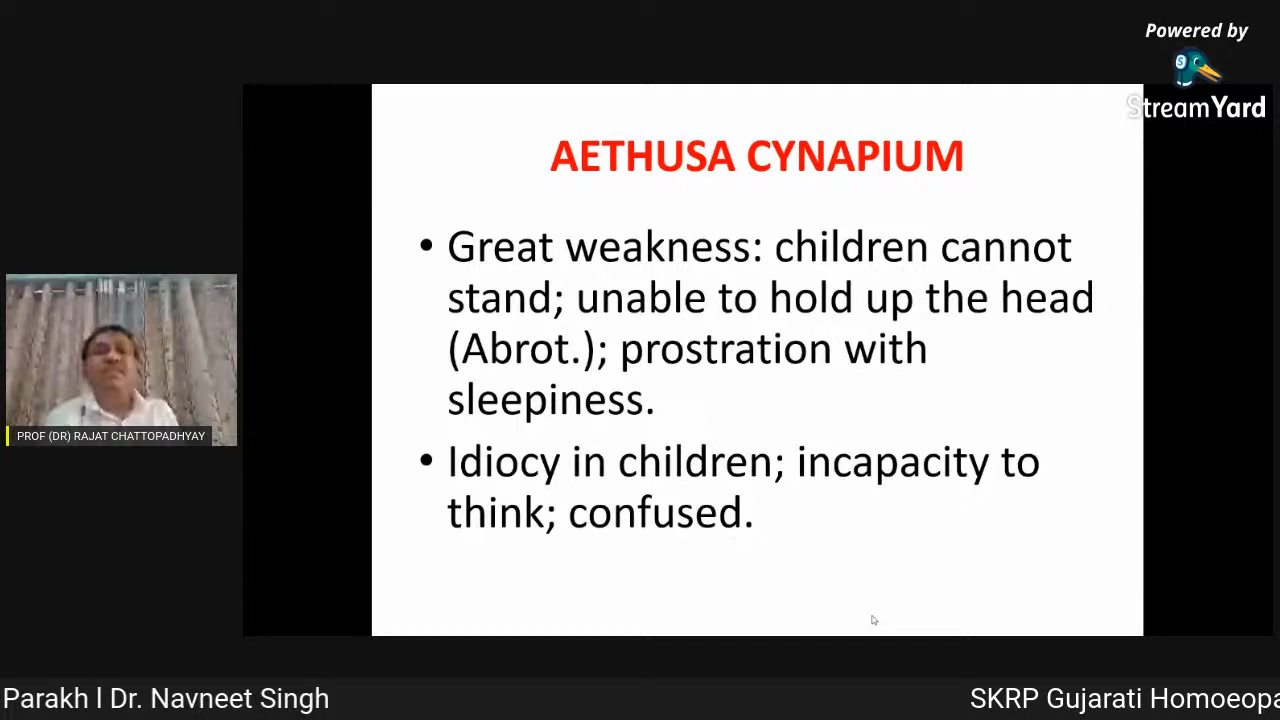 Powered by
StreamYard
AETHUSA CYNAPIUM
• Great weakness: children cannot
stand; unable to hold up the head
(Abrot.); prostration with
sleepiness.
• Idiocy in children; incapacity to
think; confused.
PROF (DR) RAJAT CHATTOPADHYAY
Parakh l Dr. Navneet Singh
SKRP Gujarati Homoeopa